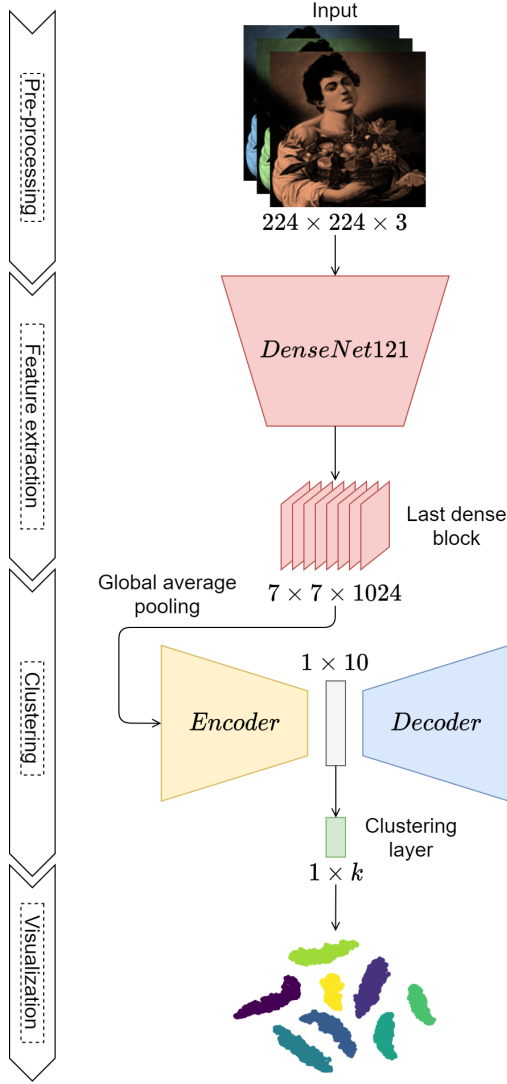 Input
Pre-processing
224 × 224 × 3
DenseNet121
Feature extraction
Last dense
block
7 × 7 × 1024
Global average
pooling
Clustering
1 × 10
Encoder
Decoder
Clustering
layer
1 × k
Visualization